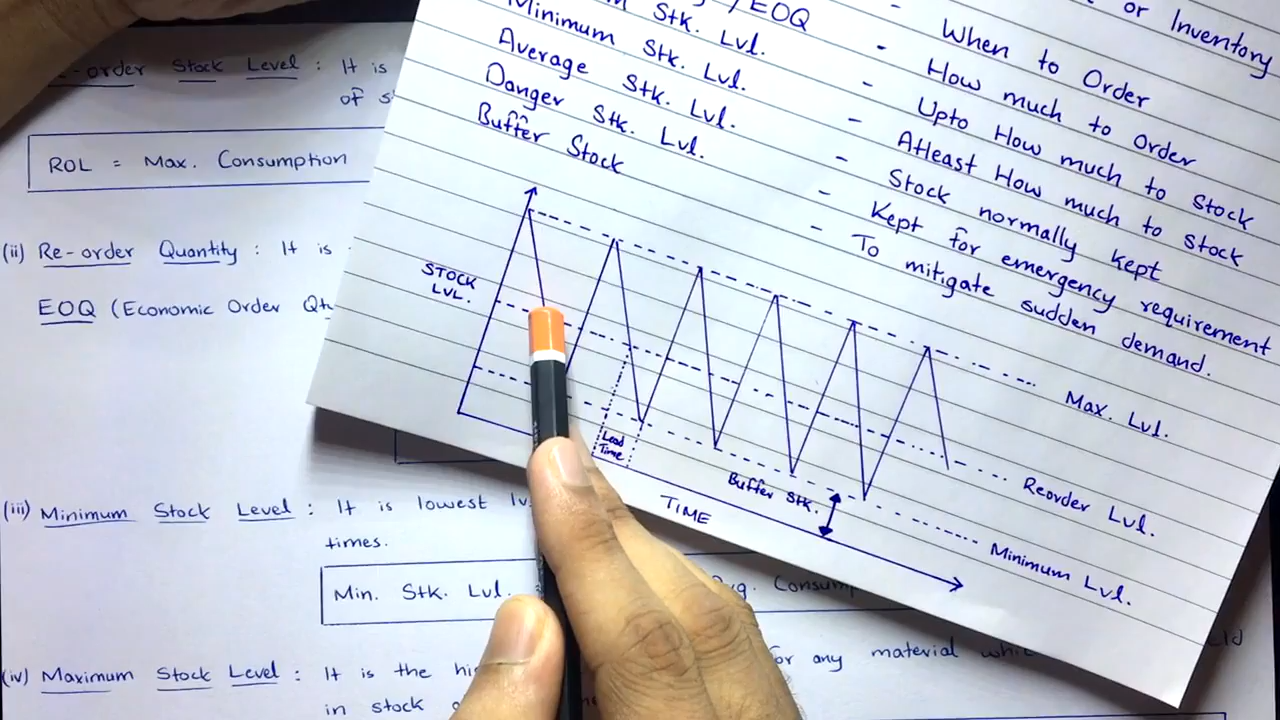 or Inventory
/EOQ
Stk. Lvl. - When to Order
Minimum Stk. Lvl. - How much to Order
Average Stk. Lvl. - Upto How much to Stock
Danger Stk. Lvl. - Atleast How much to Stock
Buffer Stock - Stock normally kept
- Kept for emergency requirement
- To mitigate sudden demand.
STOCK
LVL.
Max. Lvl.
Reorder Lvl.
Minimum Lvl.
Lead
Time
Buffer Stk.
TIME
Re-order Stock Level : It is
of
ROL = Max. Consumption
(ii) Re-order Quantity : It is
EOQ (Economic Order
(iii) Minimum Stock Level : It is lowest
times.
Min. Stk. Lvl.
(iv) Maximum Stock Level : It is the
for any material
in stock